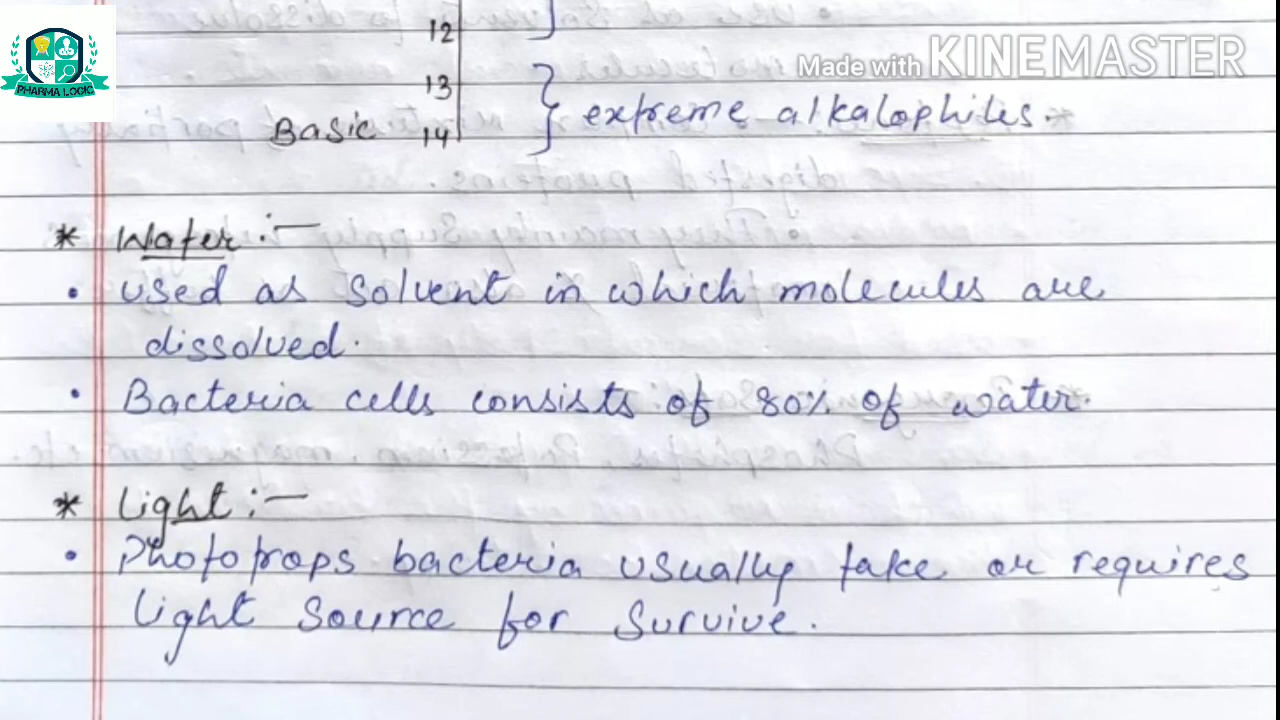 12
Made with KINEMASTER
PHARMA LOGIC
13
} extreme alkalophiles.
Basic 14
* Water :-
• used as solvent in which molecules are
dissolved.
• Bacteria cells consists of 80% of water.
* Light :-
• Photoprops bacteria usually take or requires
light source for survive.